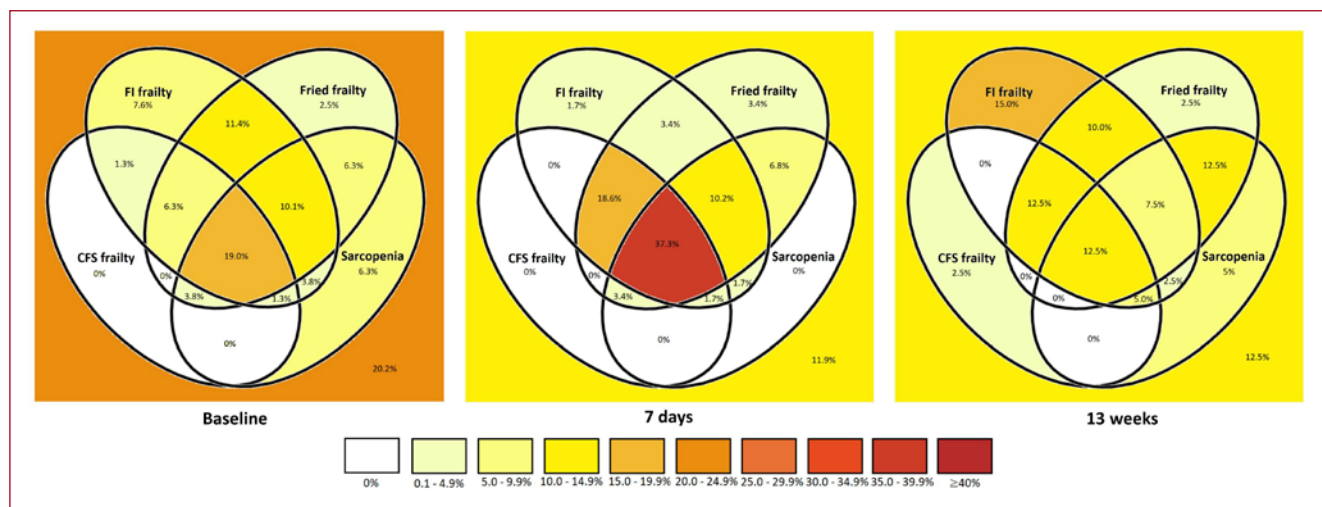 FI frailty
7.6%
Fried frailty
2.5%
11.4%
1.3%
6.3%
6.3%
10.1%
19.0%
CFS frailty
0%
Sarcopenia
6.3%
0%
3.8%
3.8%
1.3%
0%
20.2%
Baseline
FI frailty
1.7%
Fried frailty
3.4%
3.4%
0%
6.8%
18.6%
10.2%
37.3%
CFS frailty
0%
Sarcopenia
0%
0%
1.7%
3.4%
1.7%
0%
11.9%
7 days
FI frailty
15.0%
Fried frailty
2.5%
10.0%
0%
12.5%
12.5%
7.5%
12.5%
CFS frailty
2.5%
Sarcopenia
5%
0%
2.5%
0%
5.0%
0%
12.5%
13 weeks
0%
0.1 - 4.9%
5.0 - 9.9%
10.0 - 14.9%
15.0 - 19.9%
20.0 - 24.9%
25.0 - 29.9%
30.0 - 34.9%
35.0 - 39.9%
≥40%